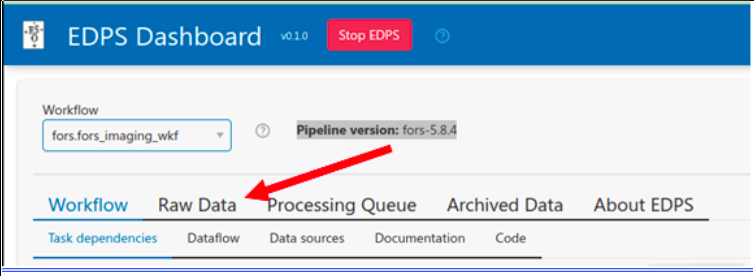 EDPS Dashboard v0.1.0 Stop EDPS ?
Workflow
fors.fors_imaging_wkf ? Pipeline version: fors-5.8.4
Workflow Raw Data Processing Queue Archived Data About EDPS
Task dependencies Dataflow Data sources Documentation Code